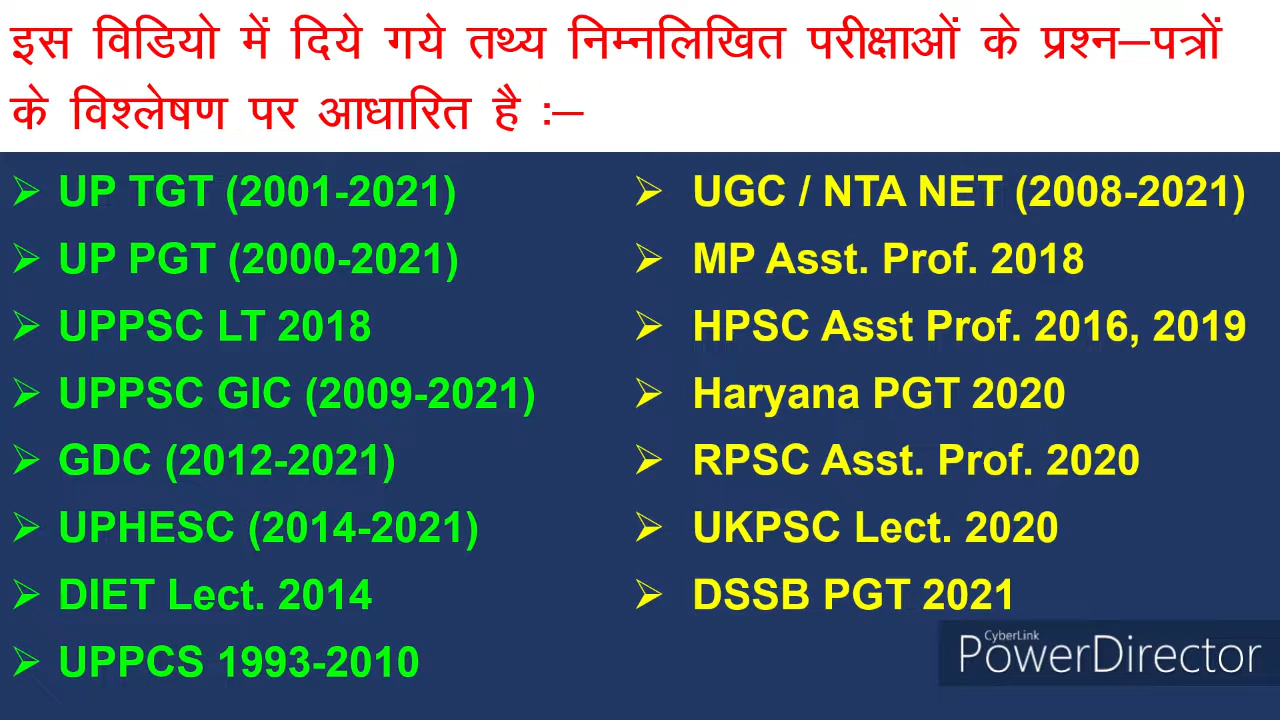 इस विडियो में दिये गये तथ्य निम्नलिखित परीक्षाओं के प्रश्न–पत्रों
के विश्लेषण पर आधारित है :–
➢ UP TGT (2001-2021)
➢ UP PGT (2000-2021)
➢ UPPSC LT 2018
➢ UPPSC GIC (2009-2021)
➢ GDC (2012-2021)
➢ UPHESC (2014-2021)
➢ DIET Lect. 2014
➢ UPPCS 1993-2010
➢ UGC / NTA NET (2008-2021)
➢ MP Asst. Prof. 2018
➢ HPSC Asst Prof. 2016, 2019
➢ Haryana PGT 2020
➢ RPSC Asst. Prof. 2020
➢ UKPSC Lect. 2020
➢ DSSB PGT 2021
CyberLink
PowerDirector